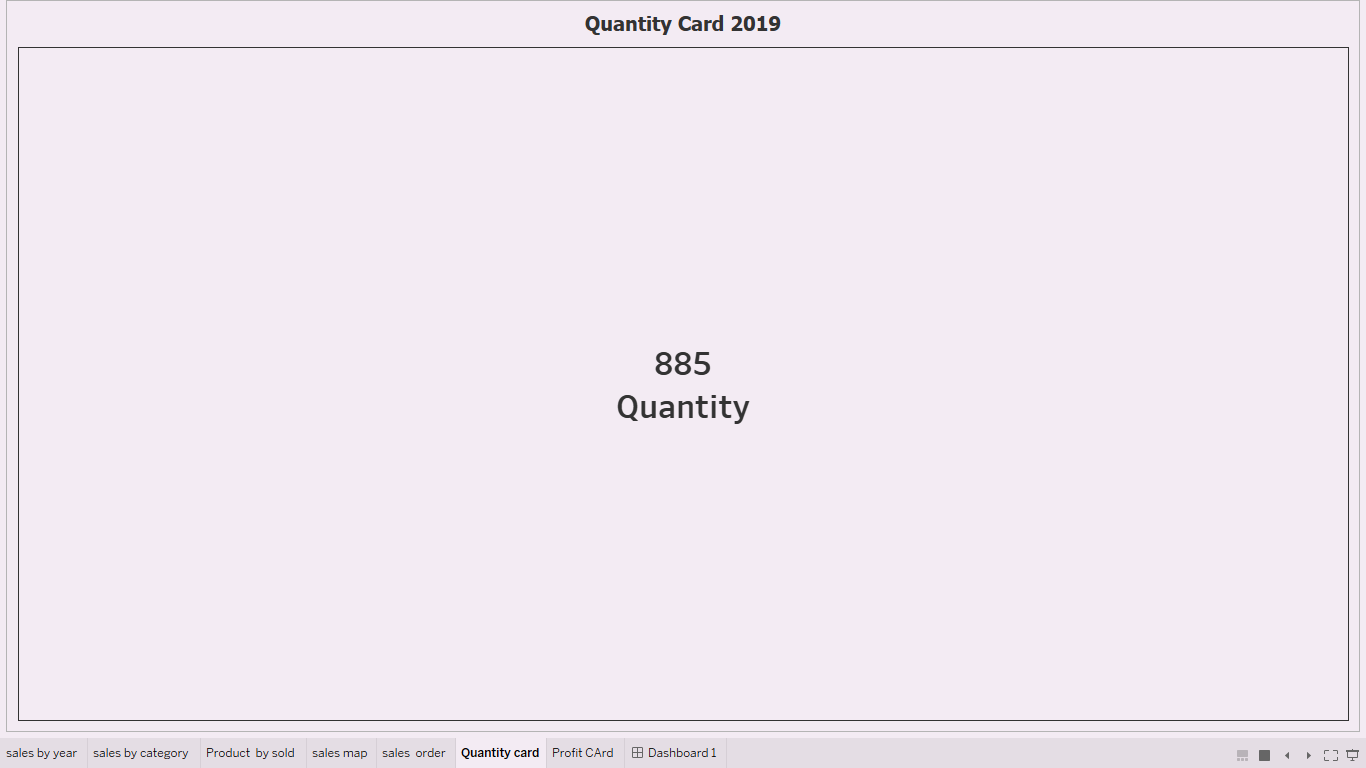 Quantity Card 2019
885
Quantity
sales by year sales by category Product  by sold sales map sales  order Quantity card Profit CArd Dashboard 1